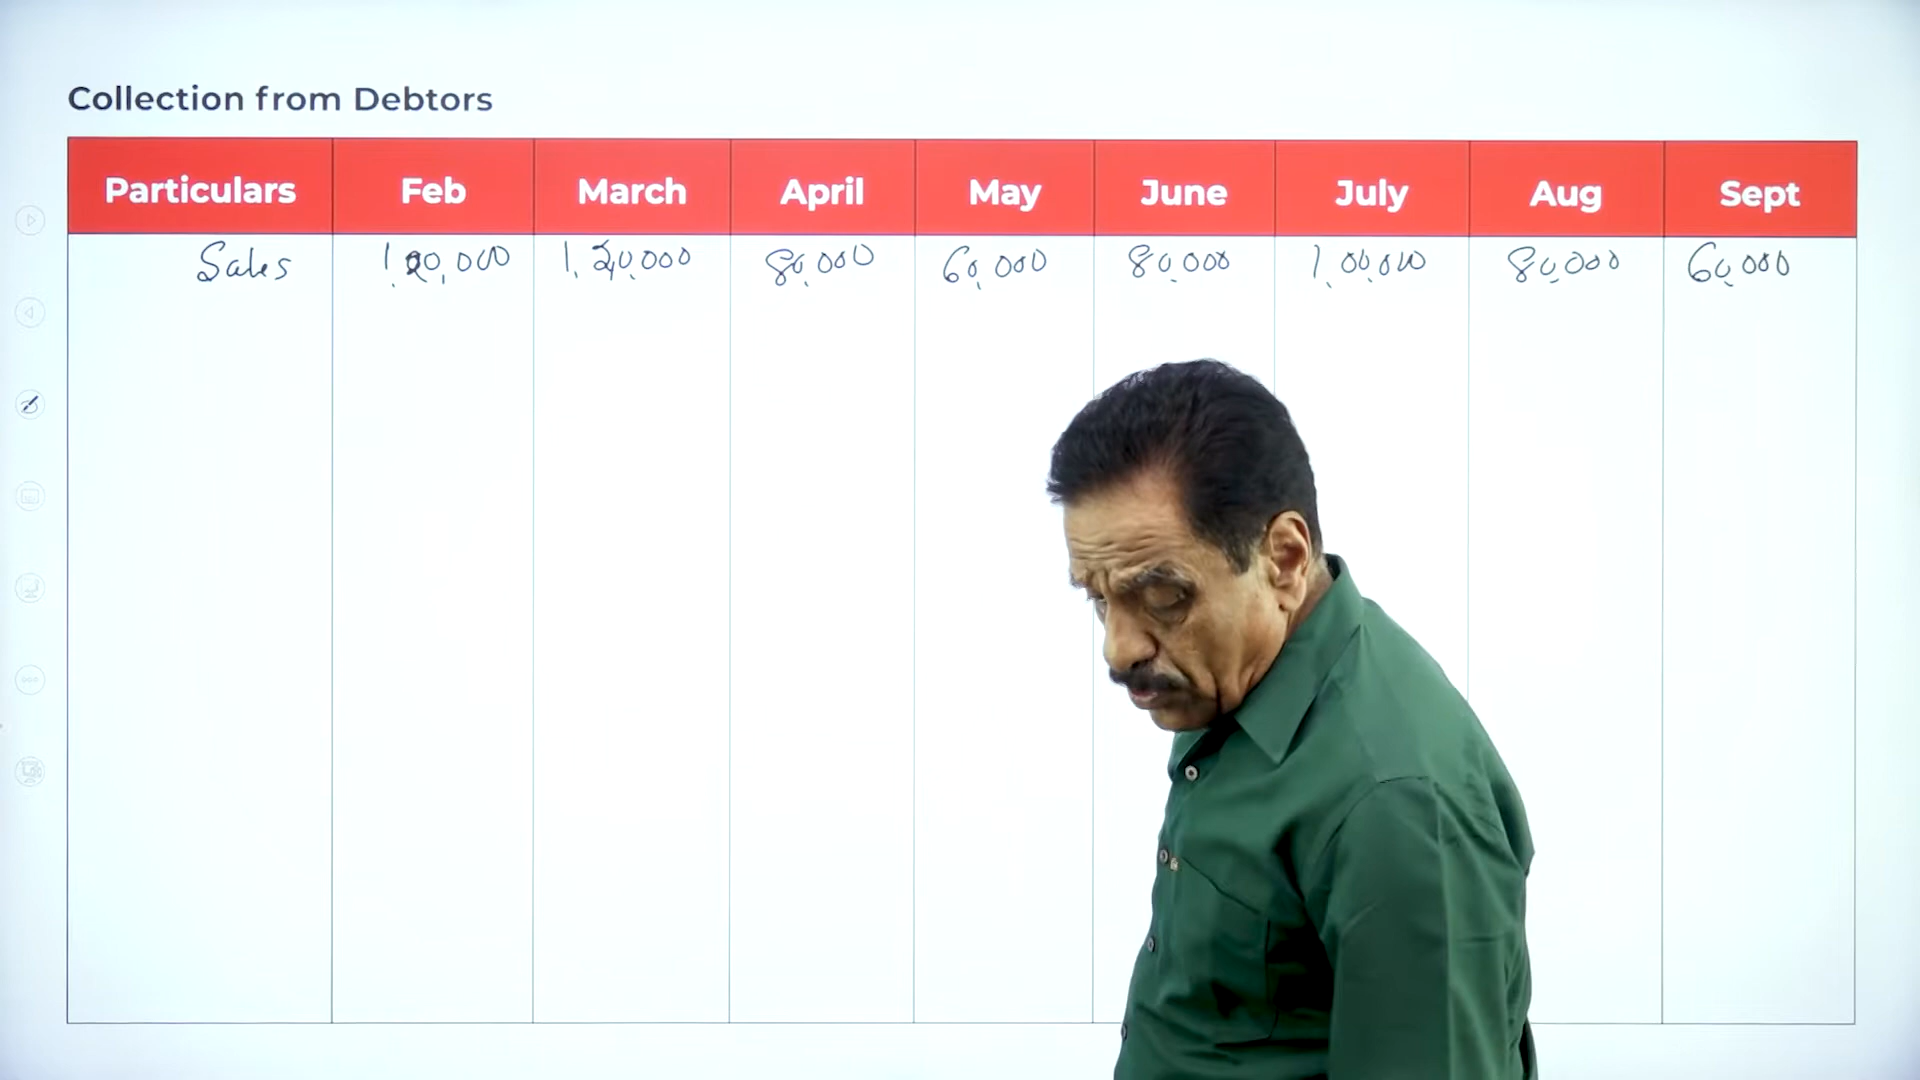 Collection from Debtors
Particulars Feb March April May June July Aug Sept
Sales 1,20,000 1,20,000 80,000 60,000 80,000 1,00,000 80,000 60,000